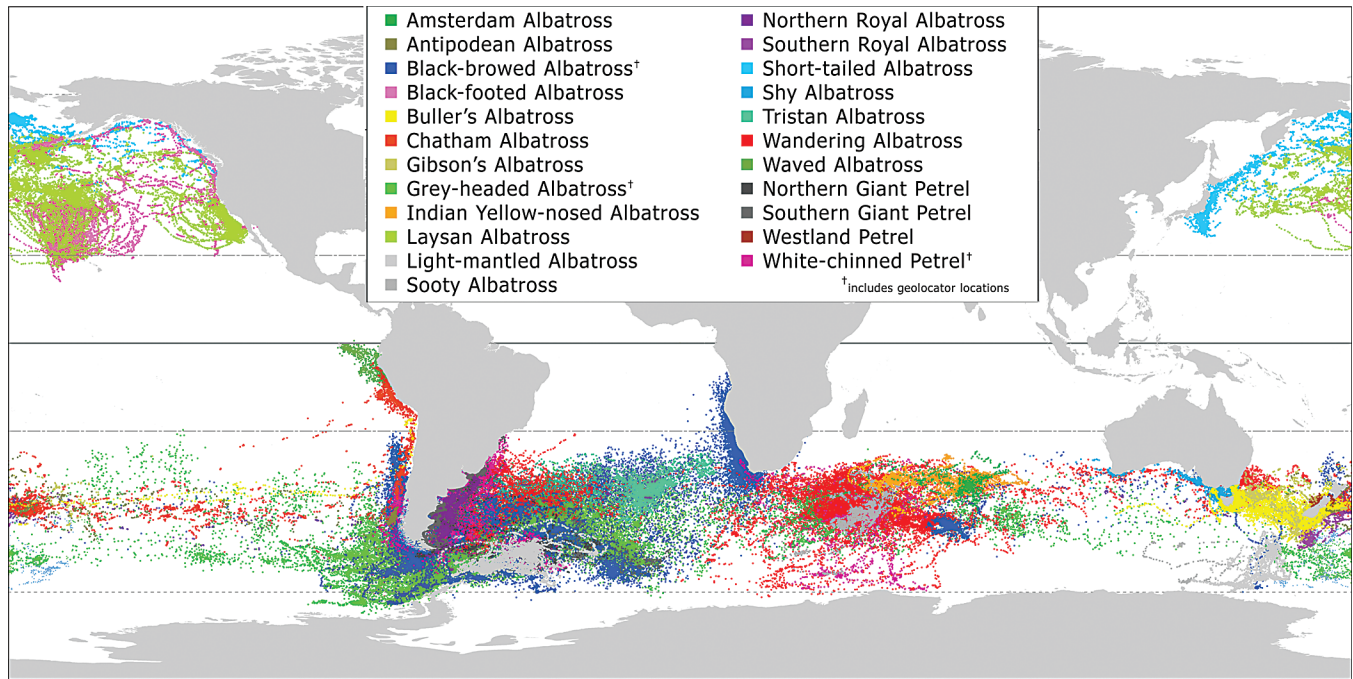 Amsterdam Albatross
Antipodean Albatross
Black-browed Albatross†
Black-footed Albatross
Buller's Albatross
Chatham Albatross
Gibson's Albatross
Grey-headed Albatross†
Indian Yellow-nosed Albatross
Laysan Albatross
Light-mantled Albatross
Sooty Albatross
Northern Royal Albatross
Southern Royal Albatross
Short-tailed Albatross
Shy Albatross
Tristan Albatross
Wandering Albatross
Waved Albatross
Northern Giant Petrel
Southern Giant Petrel
Westland Petrel
White-chinned Petrel†
†includes geolocator locations